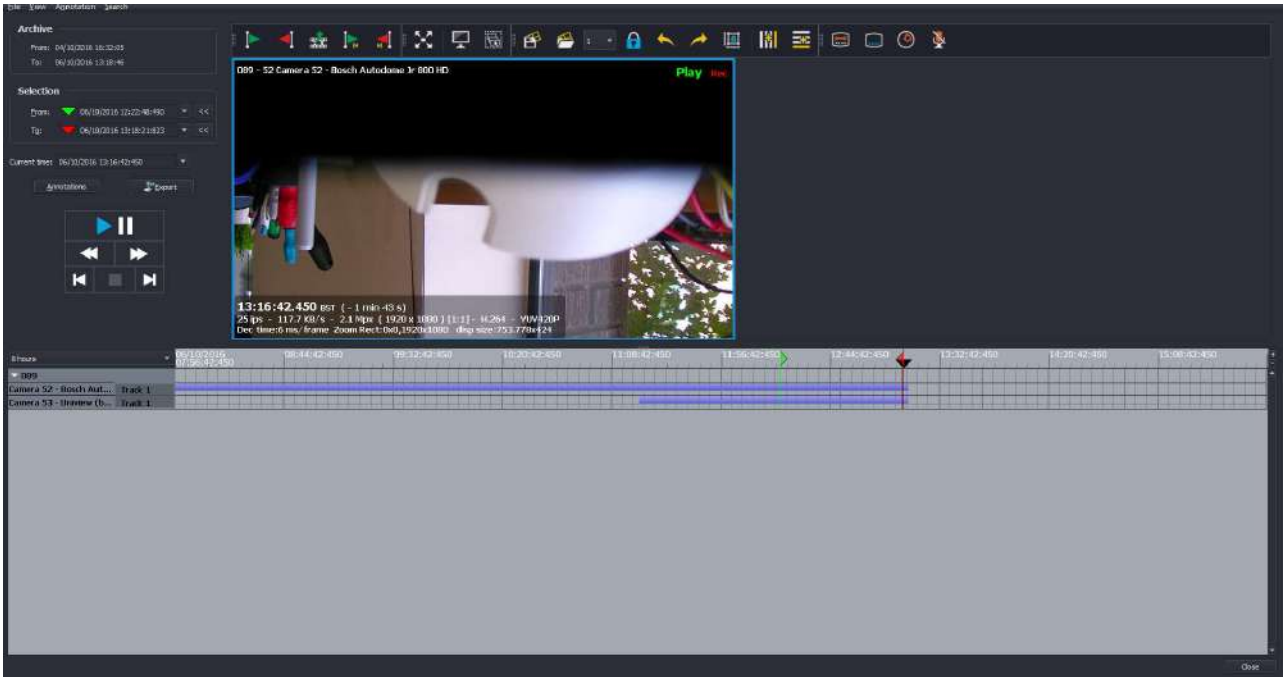 File View Annotation Search
Archive
From: 04/10/2016 18:32:05
To: 06/10/2016 13:18:46
Selection
From: 06/10/2016 12:22:48:490 <<
To: 06/10/2016 13:18:21:823 <<
Current time: 06/10/2016 13:16:42:450
Annotations Export
089 - 52 Camera 52 - Bosch Autodome Jr 800 HD Play Rec
13:16:42.450 BST ( - 1 min 43 s)
25 ips - 117.7 KB/s - 2.1 Mpx ( 1920 x 1080 ) [1:1] - H.264 - YUV420P
Dec time:6 ms/frame Zoom Rect:0x0,1920x1080 disp size:753.778x424
8 hours 06/10/2016 08:44:42:450 09:32:42:450 10:20:42:450 11:08:42:450 11:56:42:450 12:44:42:450 13:32:42:450 14:20:42:450 15:08:42:450
07:56:42:450
089
Camera 52 - Bosch Aut... Track 1
Camera 53 - Uniview (b... Track 1
Close